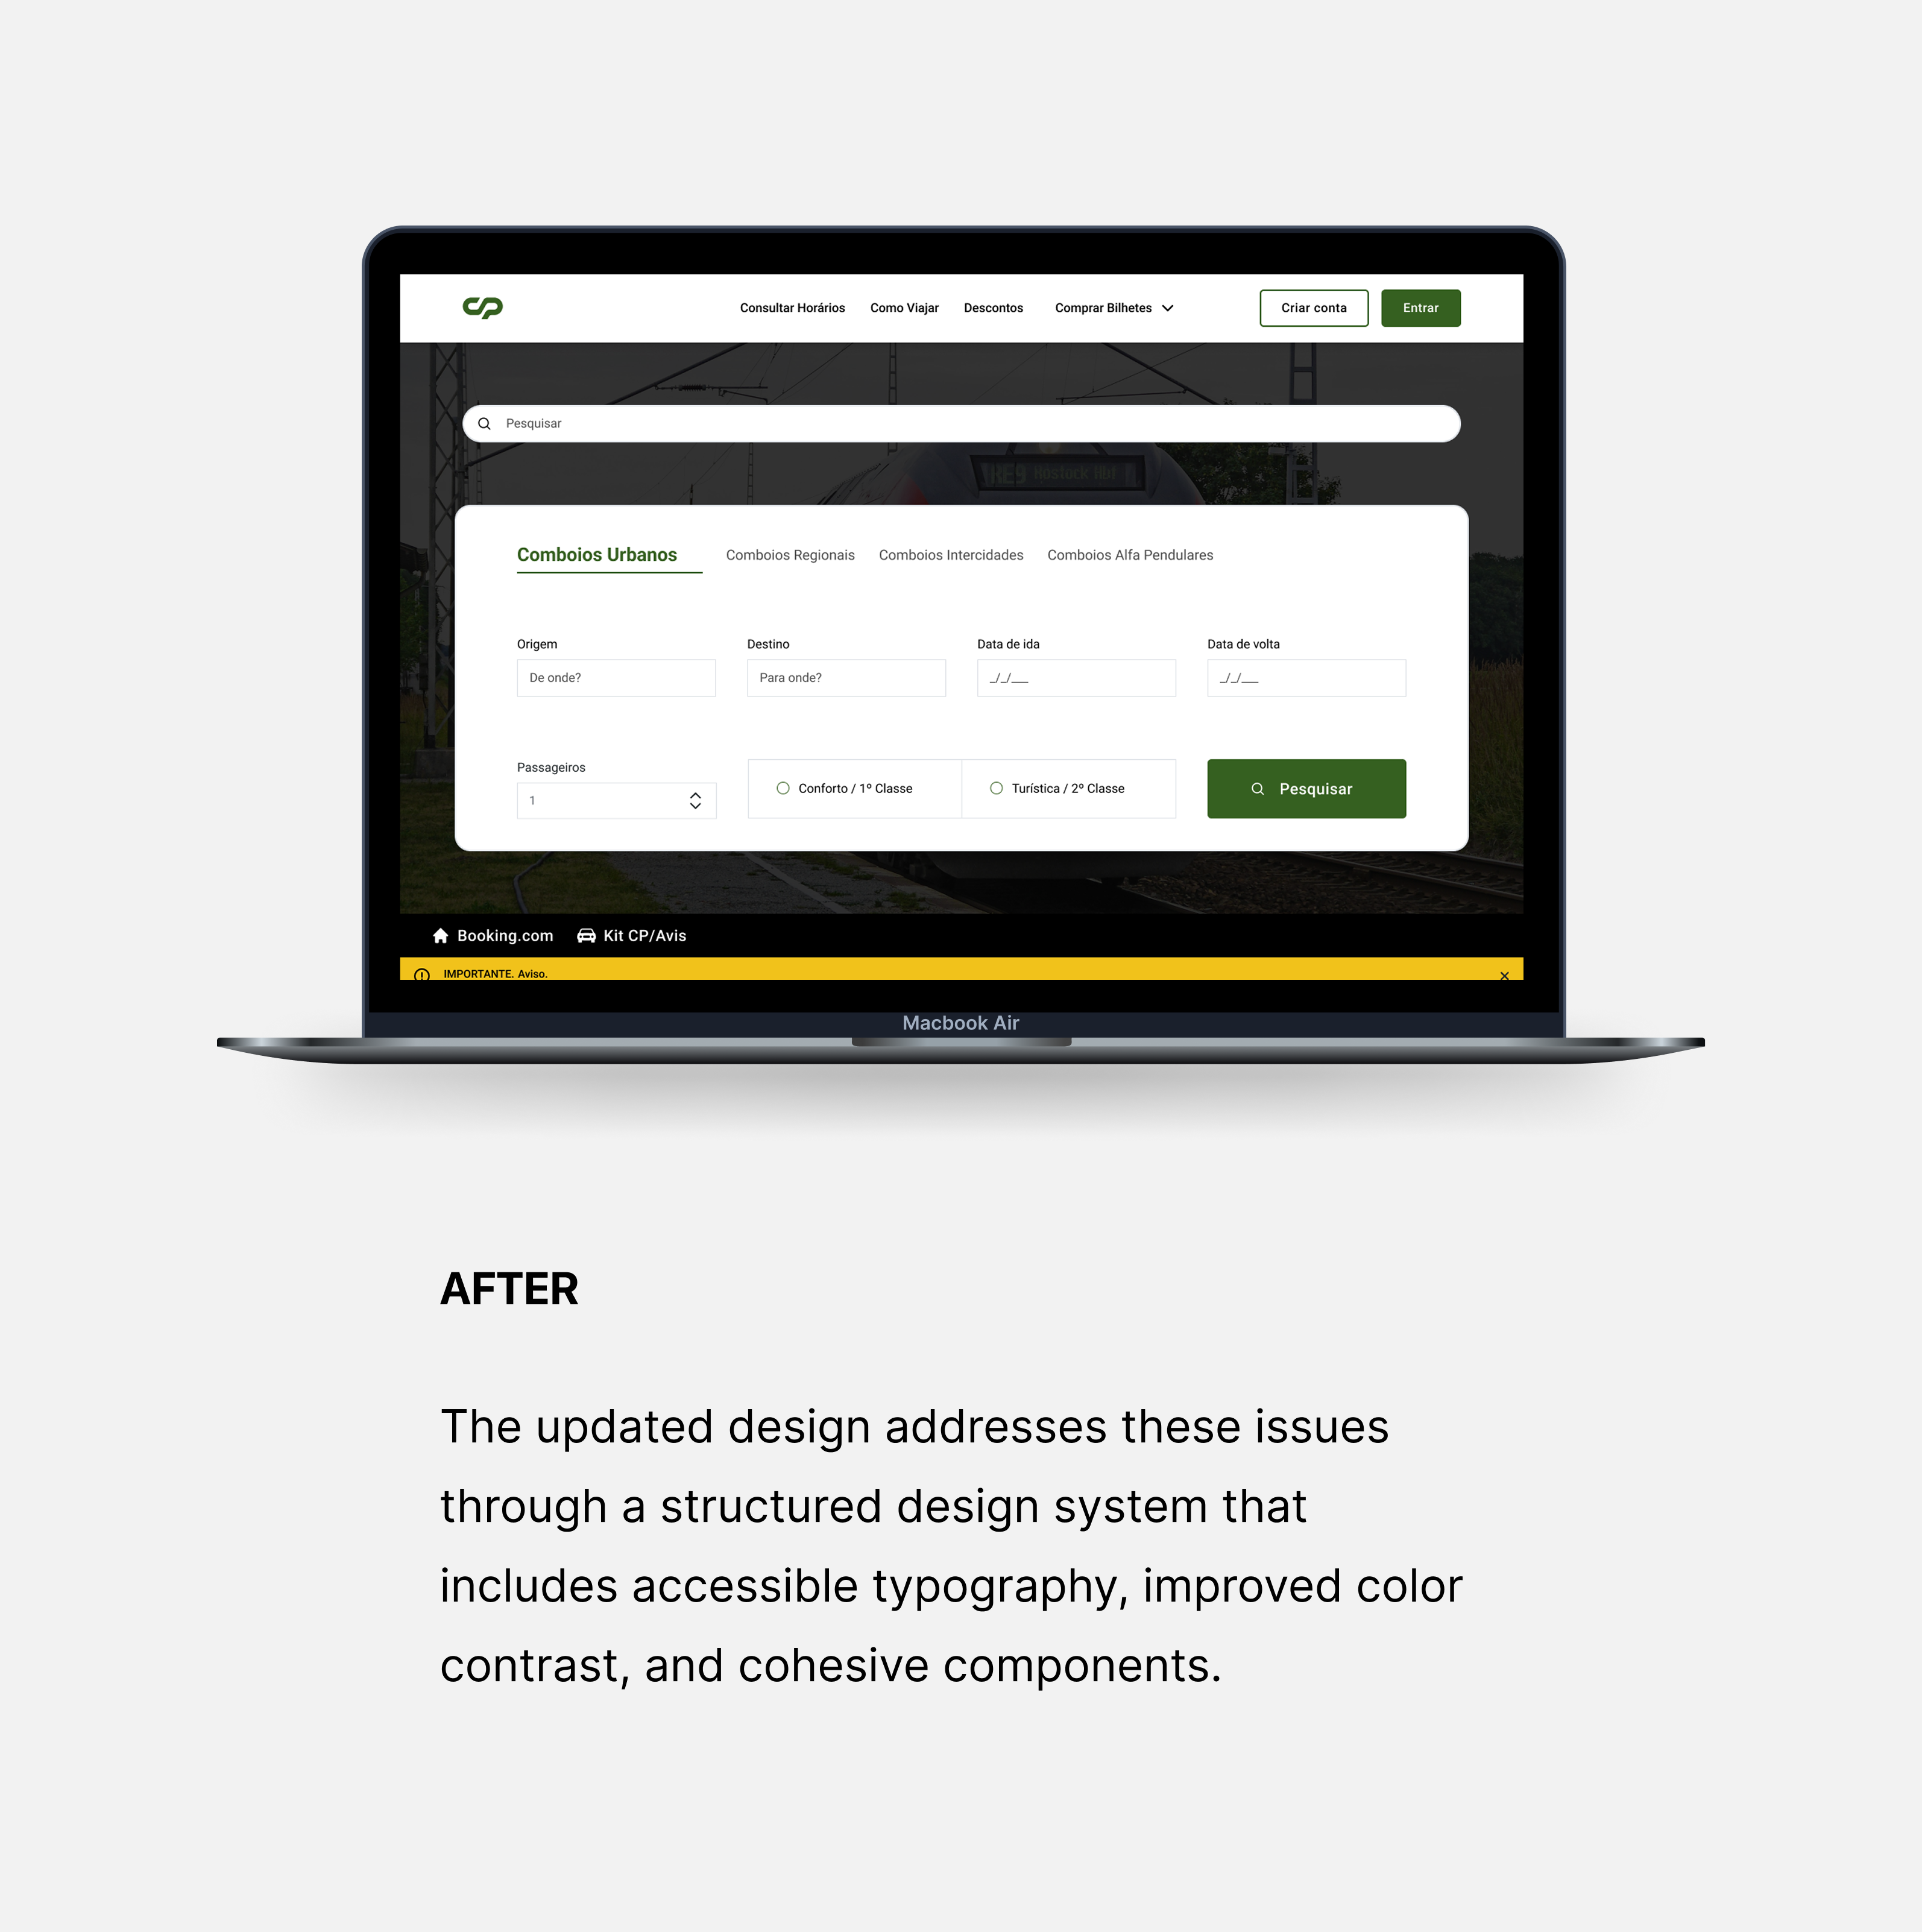 cp
Consultar Horários
Como Viajar
Descontos
Comprar Bilhetes
Criar conta
Entrar
Pesquisar
RE9 Rostock Hbf
Comboios Urbanos
Comboios Regionais
Comboios Intercidades
Comboios Alfa Pendulares
Origem
Destino
Data de ida
Data de volta
De onde?
Para onde?
_/_/__
_/_/__
Passageiros
1
Conforto / 1º Classe
Turística / 2º Classe
Pesquisar
Booking.com
Kit CP/Avis
IMPORTANTE. Aviso.
Macbook Air
AFTER
The updated design addresses these issues
through a structured design system that
includes accessible typography, improved color
contrast, and cohesive components.